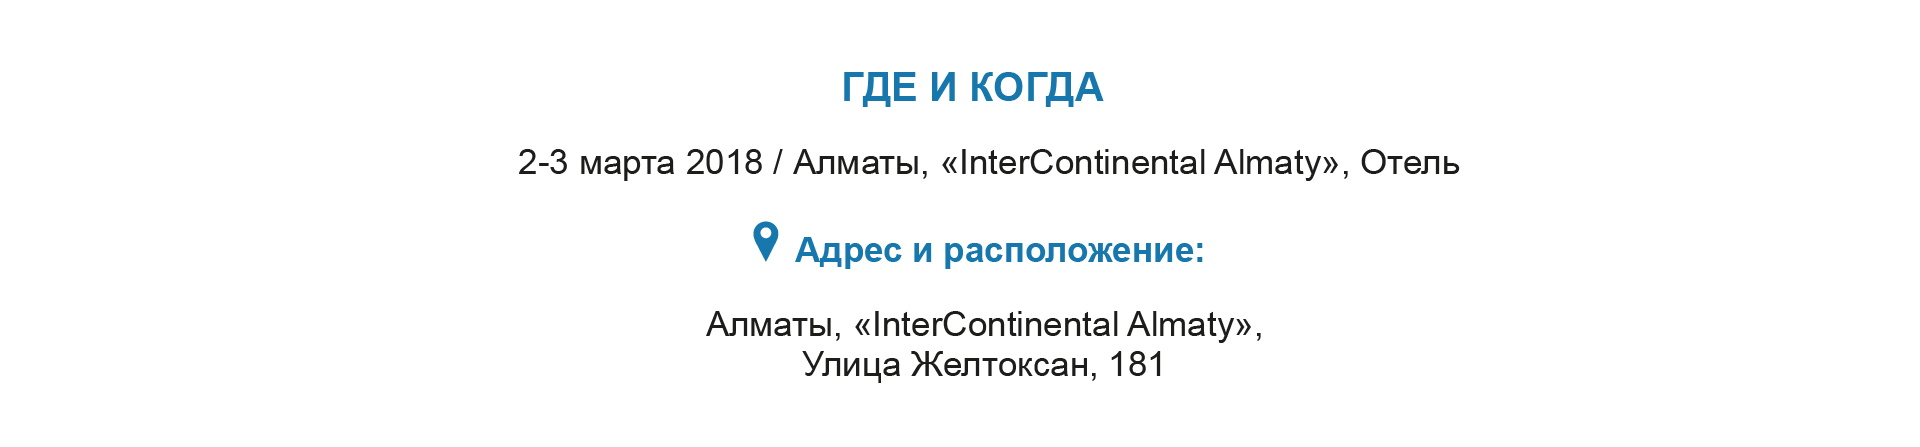 ГДЕ И КОГДА
2-3 марта 2018 / Алматы, «InterContinental Almaty», Отель
Адрес и расположение:
Алматы, «InterContinental Almaty»,
Улица Желтоксан, 181